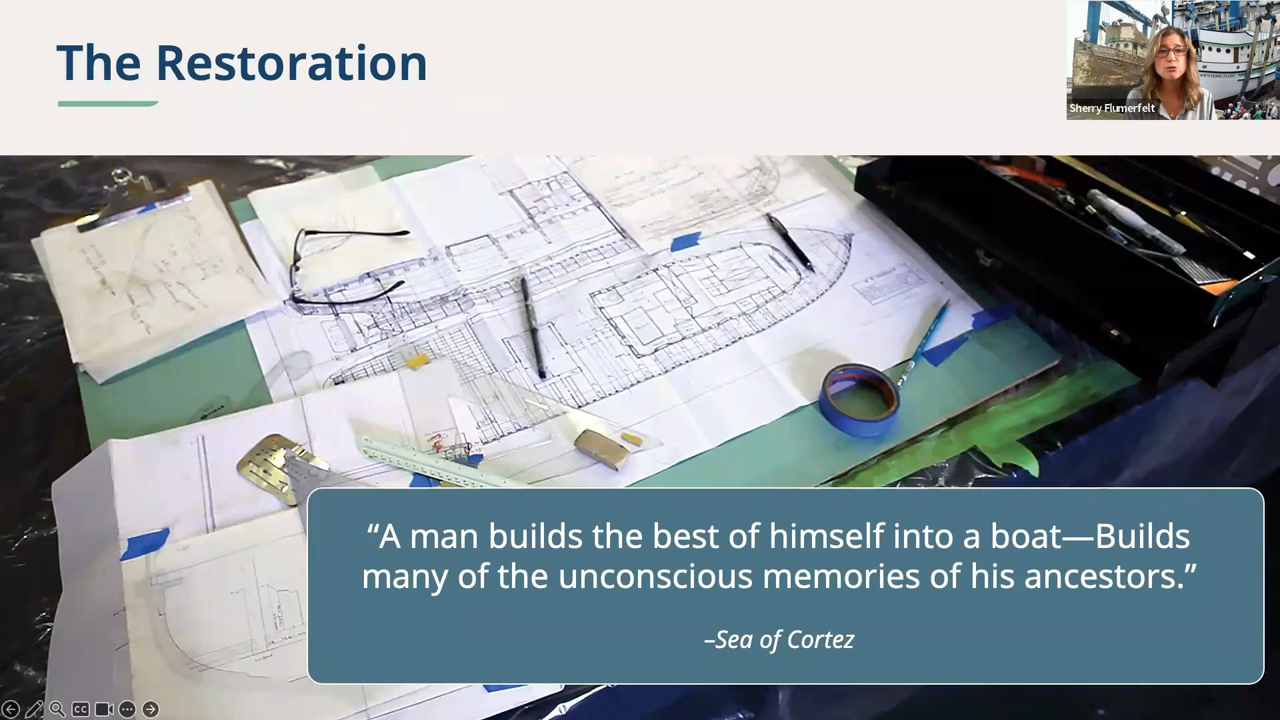 The Restoration
Sherry Flumerfelt
“A man builds the best of himself into a boat—Builds
many of the unconscious memories of his ancestors.”
–Sea of Cortez
CC